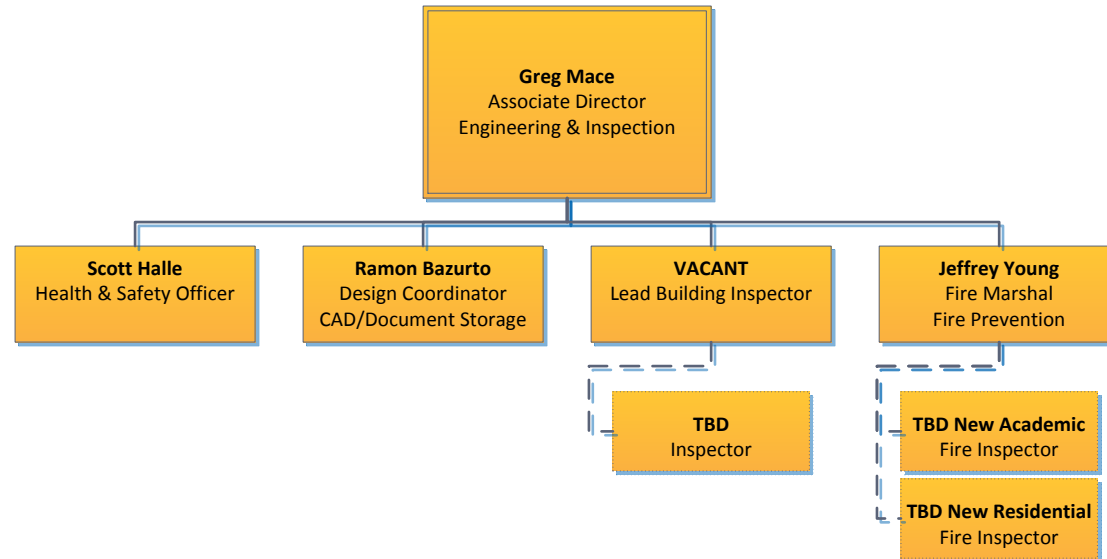 Greg Mace
Associate Director
Engineering & Inspection
Scott Halle
Health & Safety Officer
Ramon Bazurto
Design Coordinator
CAD/Document Storage
VACANT
Lead Building Inspector
Jeffrey Young
Fire Marshal
Fire Prevention
TBD
Inspector
TBD New Academic
Fire Inspector
TBD New Residential
Fire Inspector